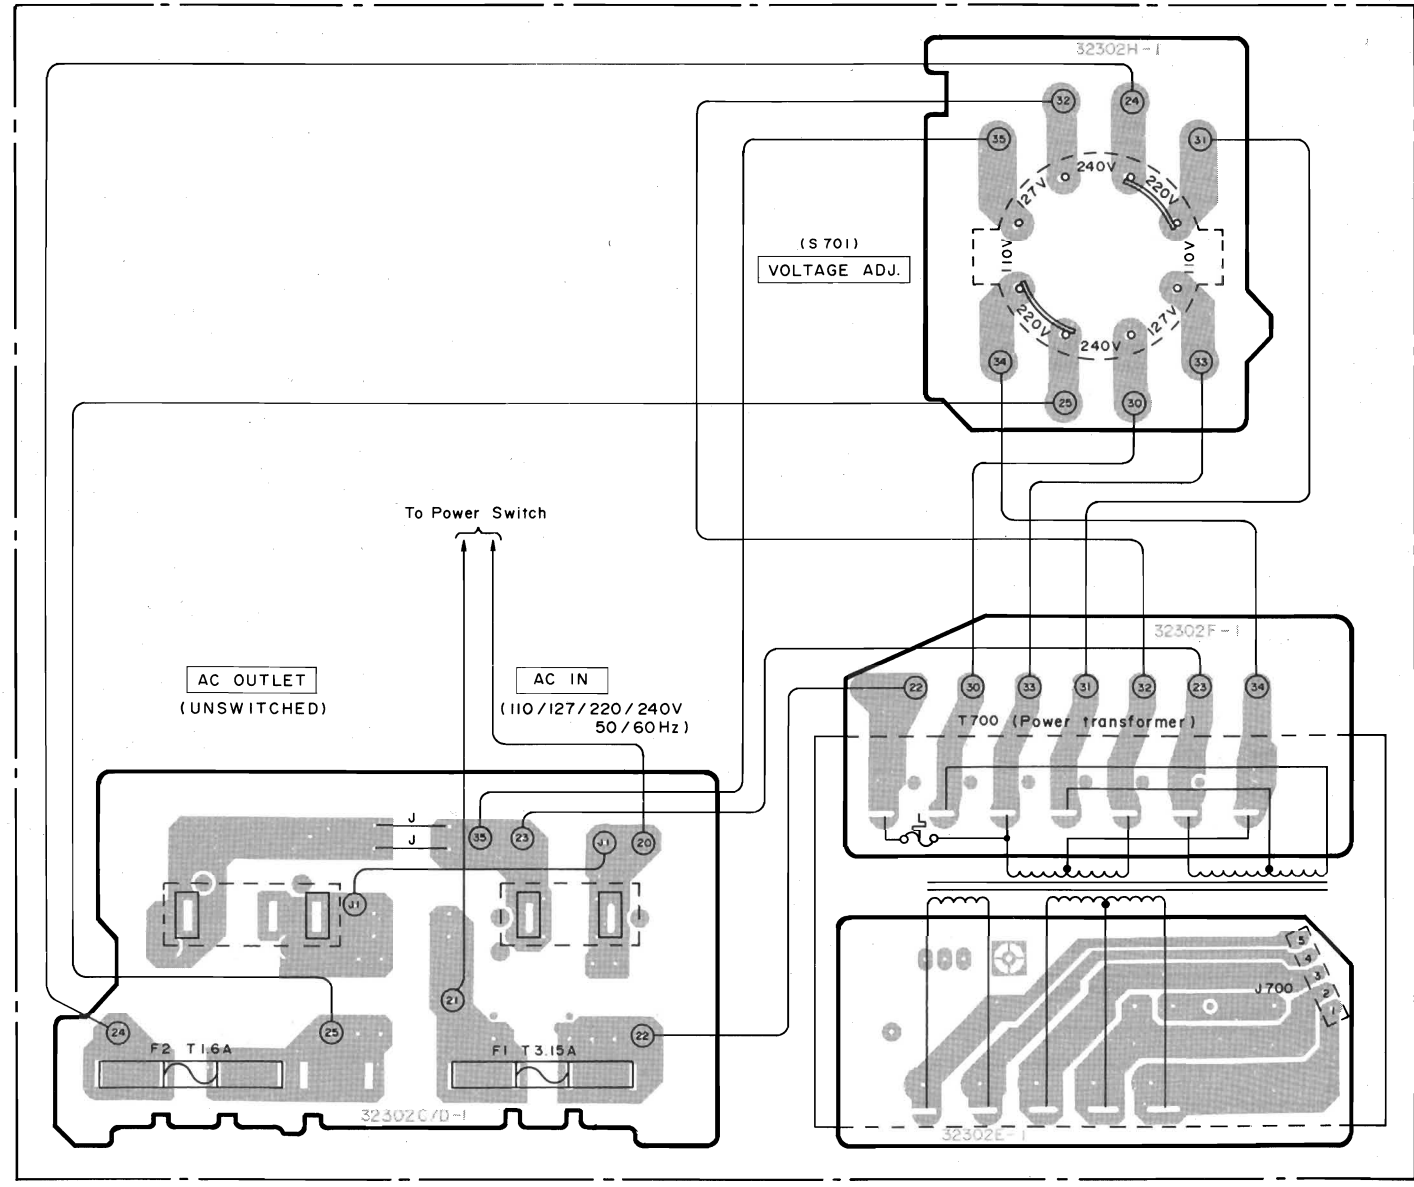 32302H-1
32
24
35
31
240V
127V
220V
110V
110V
220V
127V
240V
34
33
25
30
(S 701)
VOLTAGE ADJ.
To Power Switch
AC OUTLET
(UNSWITCHED)
AC IN
(110/127/220/240V
50/60Hz)
32302F-1
22
30
33
31
32
23
34
T700 (Power transformer)
J
J
35
23
J1
20
J1
21
24
25
22
F2 T1.6A
F1 T3.15A
32302C/D-1
5
4
3
2
1
J700
32302E-1